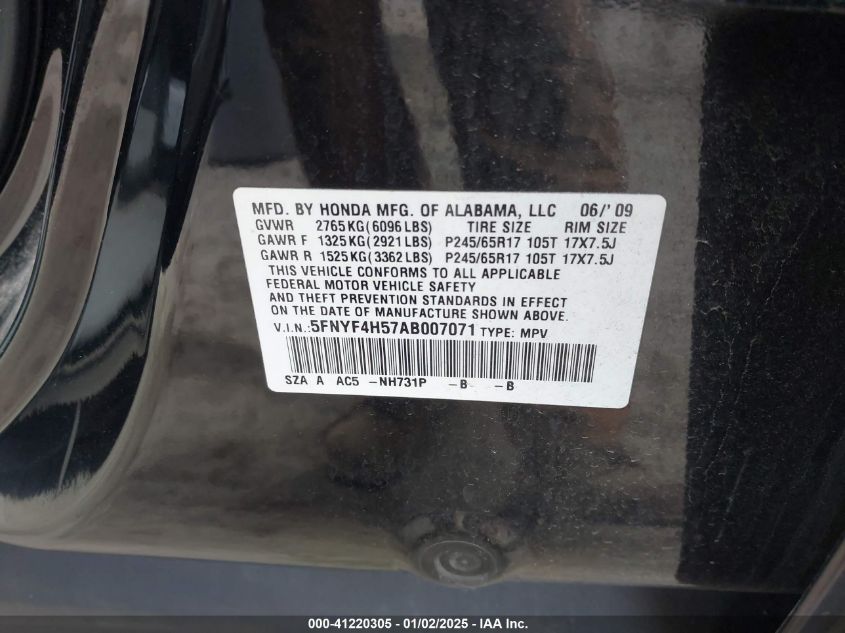 MFD. BY HONDA MFG. OF ALABAMA, LLC 06/'09
GVWR 2765KG(6096LBS) TIRE SIZE RIM SIZE
GAWR F 1325KG(2921LBS) P245/65R17 105T 17X7.5J
GAWR R 1525KG(3362LBS) P245/65R17 105T 17X7.5J
THIS VEHICLE CONFORMS TO ALL APPLICABLE
FEDERAL MOTOR VEHICLE SAFETY
AND THEFT PREVENTION STANDARDS IN EFFECT
ON THE DATE OF MANUFACTURE SHOWN ABOVE.
V.I.N.:5FNYF4H57AB007071 TYPE: MPV
SZA A AC5 -NH731P -B -B
000-41220305 - 01/02/2025 - IAA Inc.